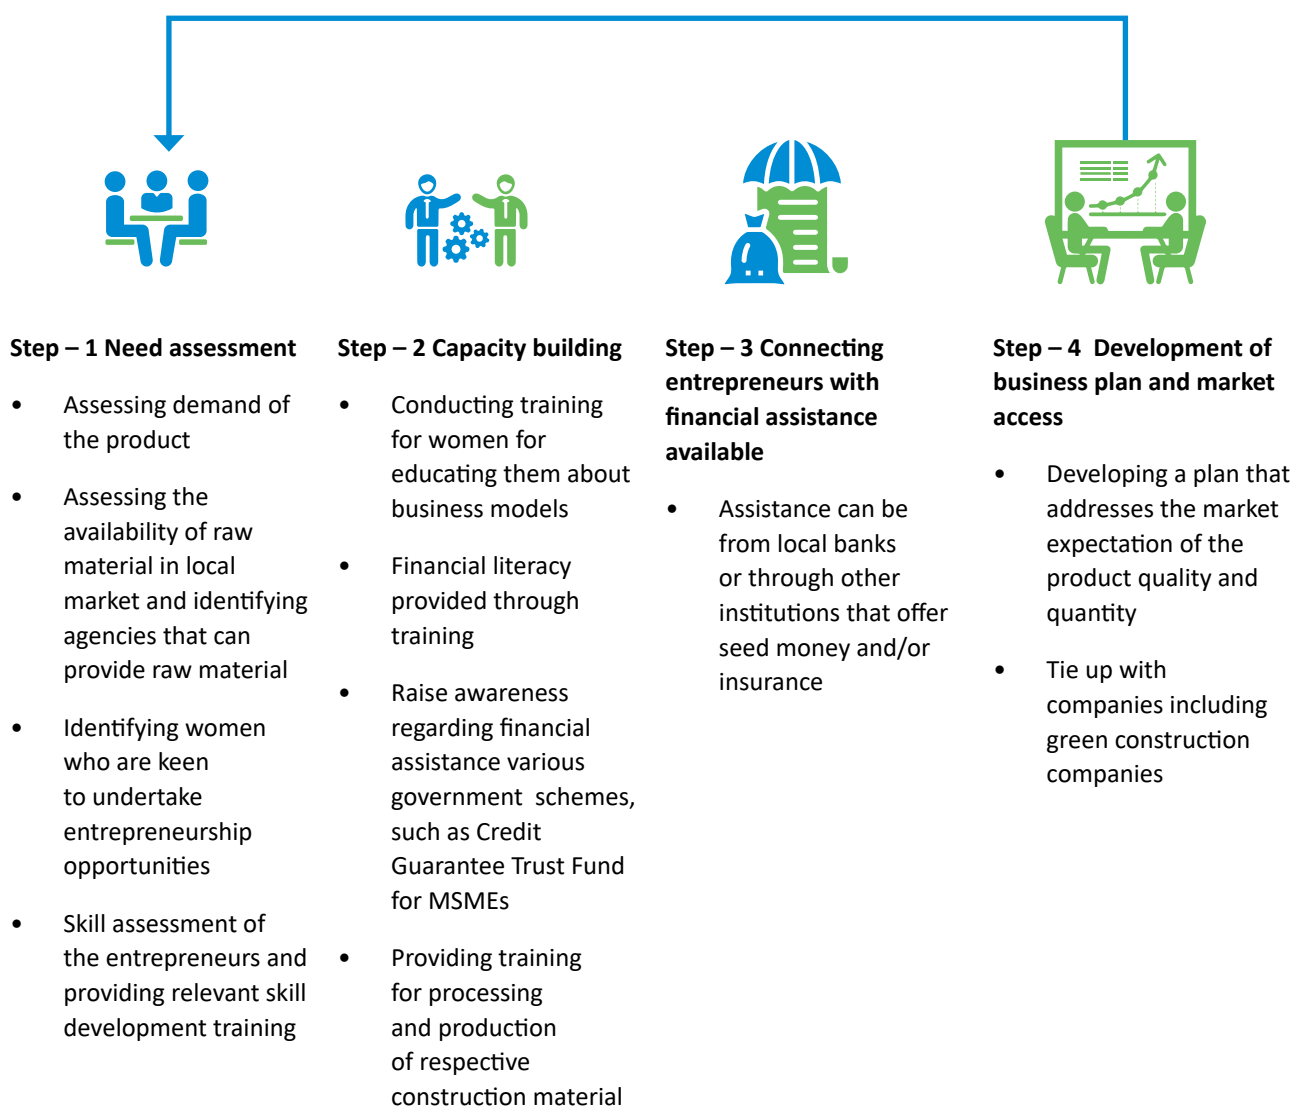 Step – 1 Need assessment
• Assessing demand of
the product
• Assessing the
availability of raw
material in local
market and identifying
agencies that can
provide raw material
• Identifying women
who are keen
to undertake
entrepreneurship
opportunities
• Skill assessment of
the entrepreneurs and
providing relevant skill
development training
Step – 2 Capacity building
• Conducting training
for women for
educating them about
business models
• Financial literacy
provided through
training
• Raise awareness
regarding financial
assistance various
government schemes,
such as Credit
Guarantee Trust Fund
for MSMEs
• Providing training
for processing
and production
of respective
construction material
Step – 3 Connecting
entrepreneurs with
financial assistance
available
• Assistance can be
from local banks
or through other
institutions that offer
seed money and/or
insurance
Step – 4 Development of
business plan and market
access
• Developing a plan that
addresses the market
expectation of the
product quality and
quantity
• Tie up with
companies including
green construction
companies